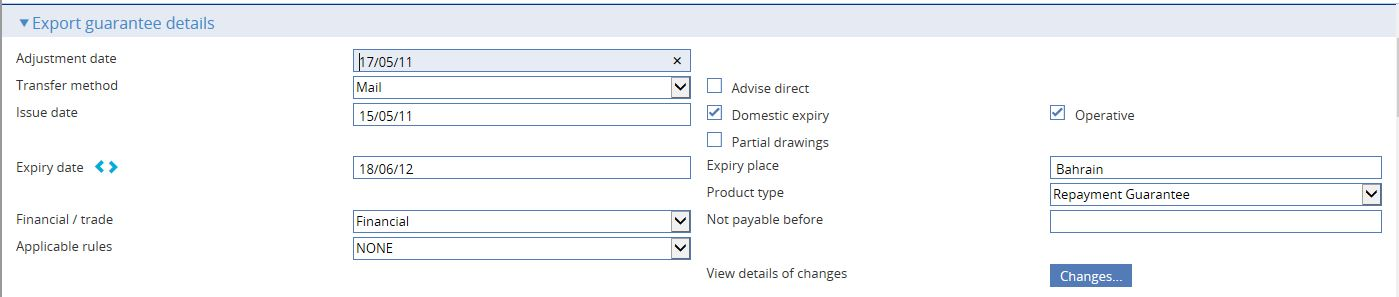 Export guarantee details
Adjustment date 17/05/11
Transfer method Mail Advise direct
Issue date 15/05/11 Domestic expiry Operative
Partial drawings
Expiry date 18/06/12 Expiry place Bahrain
Product type Repayment Guarantee
Financial / trade Financial Not payable before
Applicable rules NONE
View details of changes Changes...